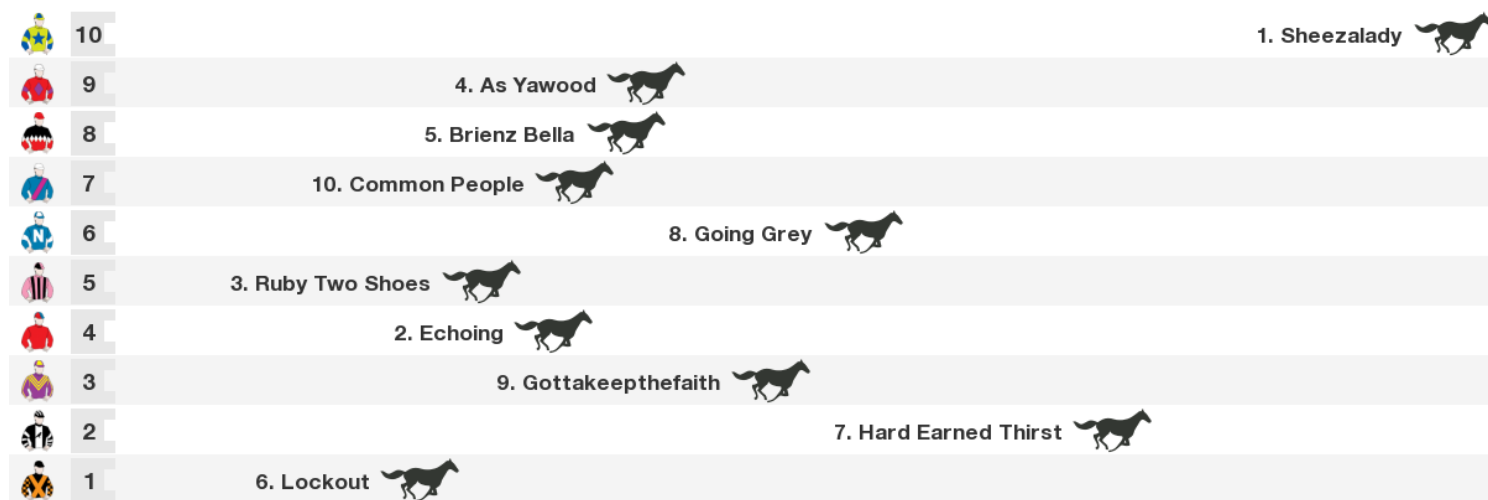 10 1. Sheezalady
9 4. As Yawood
8 5. Brienz Bella
7 10. Common People
N 6 8. Going Grey
5 3. Ruby Two Shoes
4 2. Echoing
3 9. Gottakeepthefaith
2 7. Hard Earned Thirst
1 6. Lockout